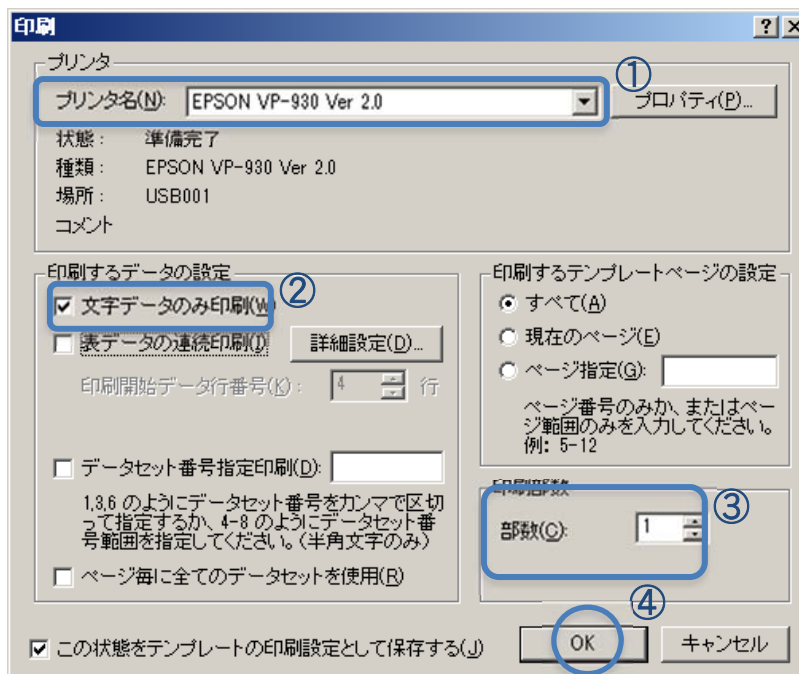 印刷
プリンタ
①
プリンタ名(N): EPSON VP-930 Ver 2.0 プロパティ(P)...
状態： 準備完了
種類： EPSON VP-930 Ver 2.0
場所： USB001
コメント
印刷するデータの設定
②
文字データのみ印刷(W)
表データの連続印刷(I) 詳細設定(D)...
印刷開始データ行番号(K)： 4 行
データセット番号指定印刷(D):
1,3,6 のようにデータセット番号をカンマで区切
って指定するか、4-8 のようにデータセット番
号範囲を指定してください。(半角文字のみ)
ページ毎に全てのデータセットを使用(R)
印刷するテンプレートページの設定
すべて(A)
現在のページ(E)
ページ指定(G):
ページ番号のみか、またはペー
ジ範囲のみを入力してください。
例: 5-12
印刷部数
③
部数(C): 1
④
この状態をテンプレートの印刷設定として保存する(J) OK キャンセル